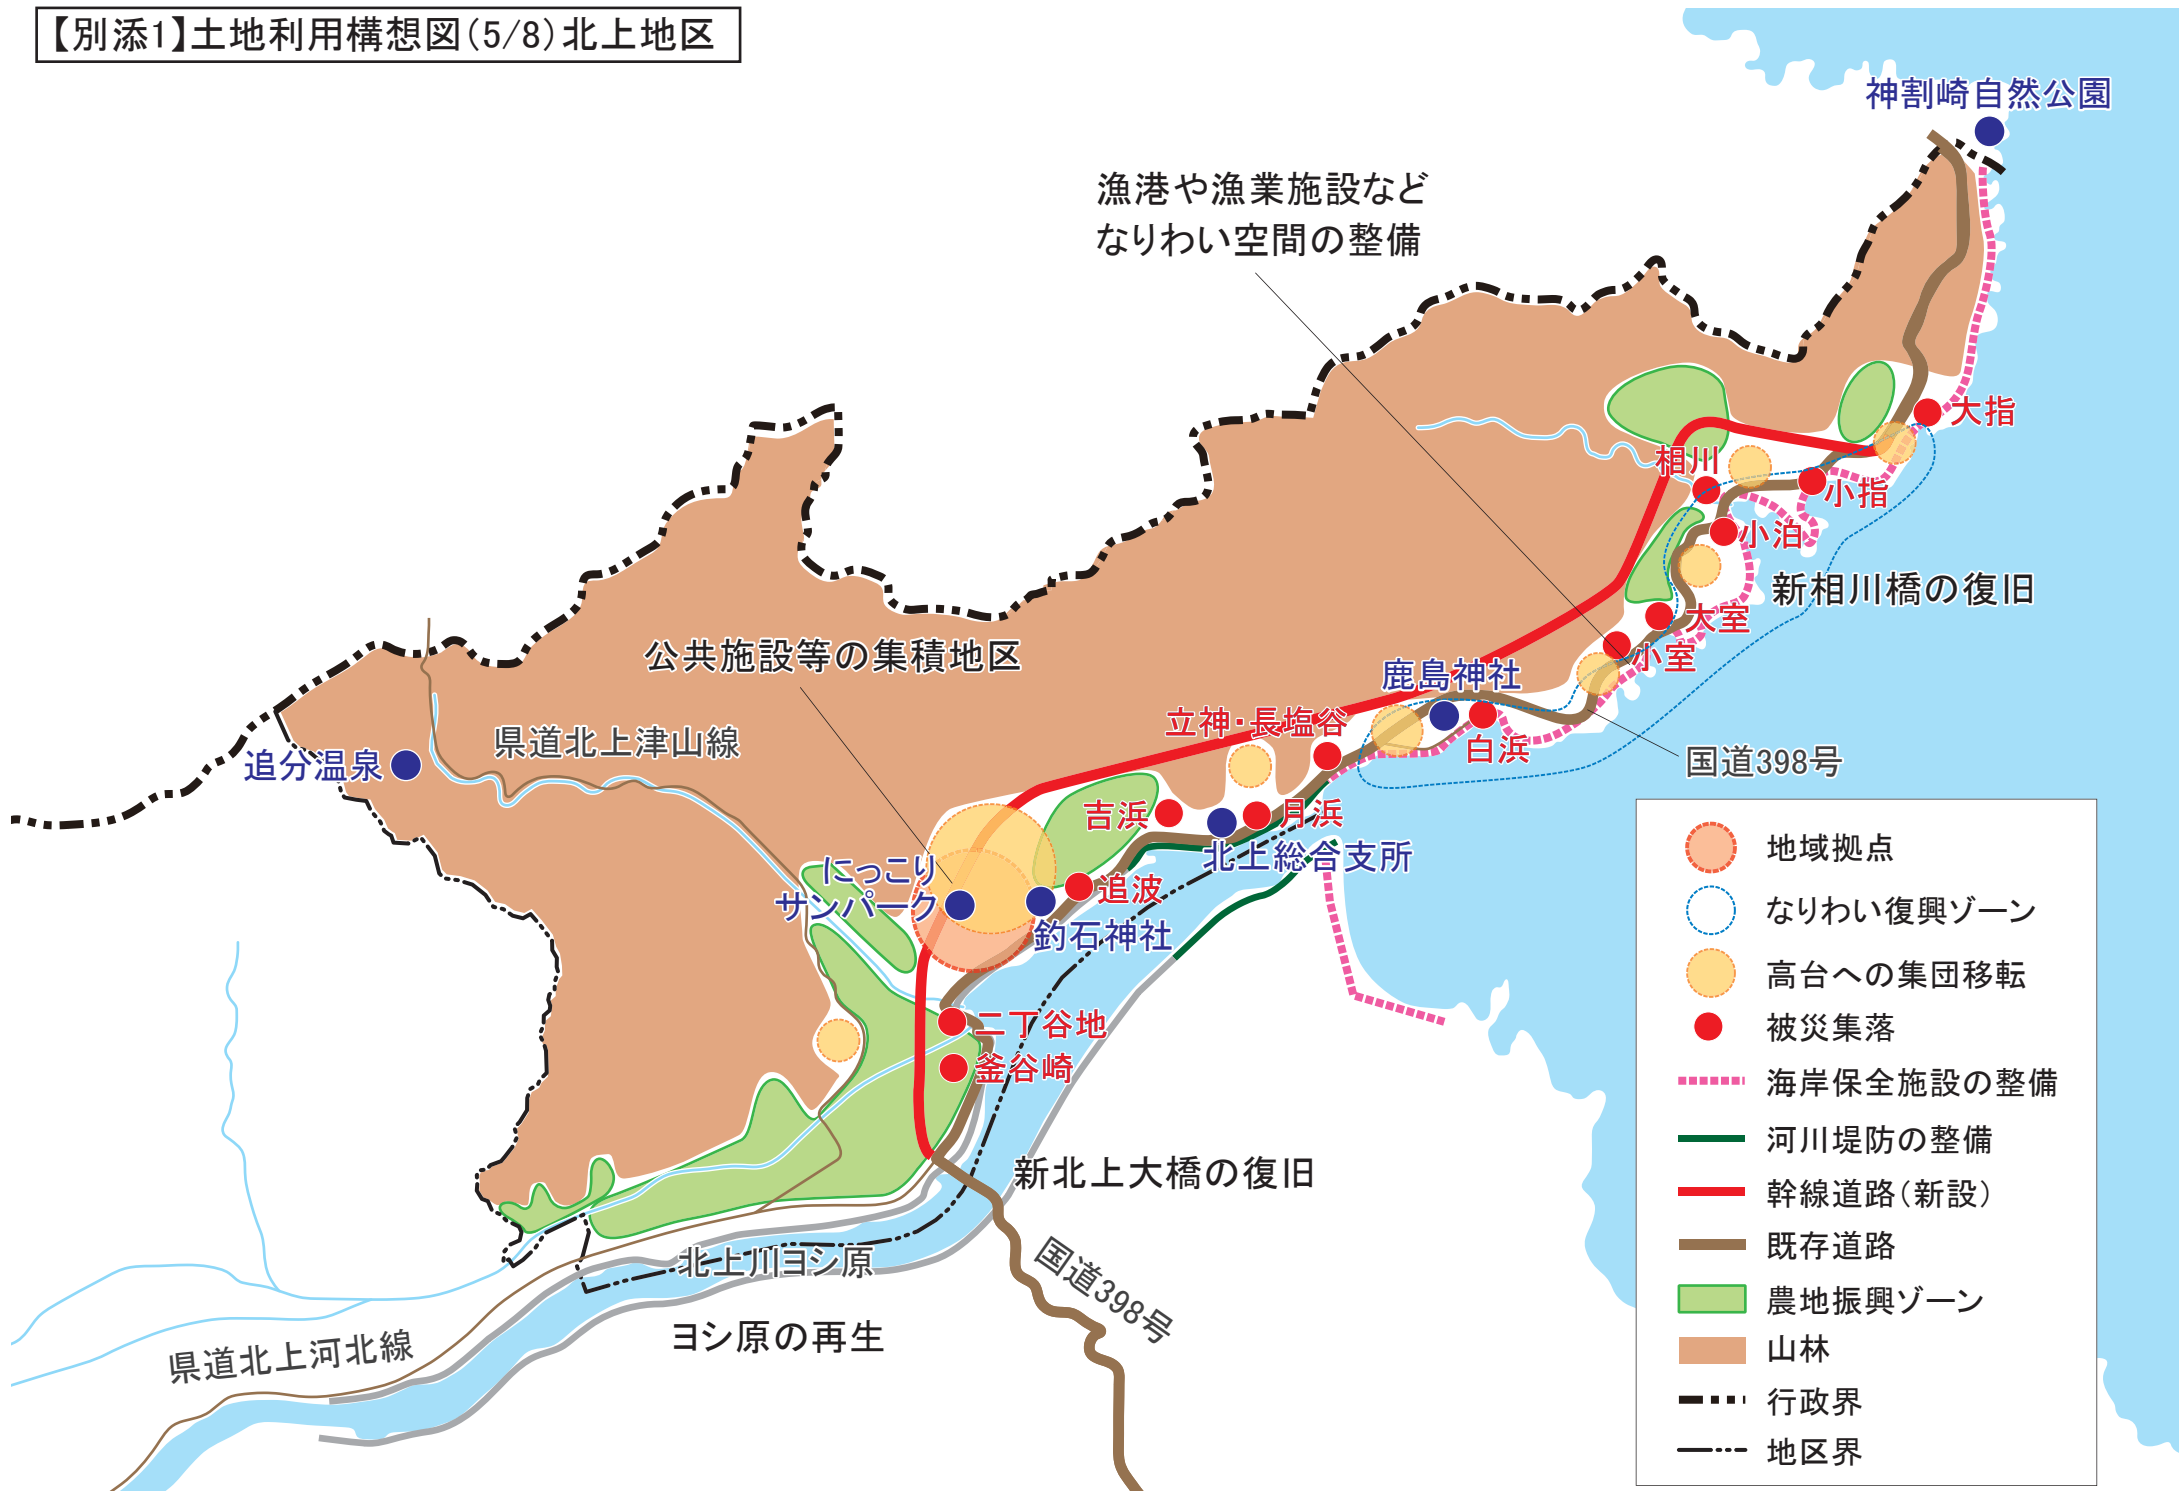 【別添1】土地利用構想図(5/8)北上地区
神割崎自然公園
漁港や漁業施設など
なりわい空間の整備
大指
相川
小指
小泊
新相川橋の復旧
大室
小室
公共施設等の集積地区
鹿島神社
立神・長塩谷
白浜
国道398号
県道北上津山線
追分温泉
吉浜
月浜
北上総合支所
にっこり
サンパーク
追波
釣石神社
二丁谷地
釜谷崎
新北上大橋の復旧
北上川ヨシ原
国道398号
ヨシ原の再生
県道北上河北線
地域拠点
なりわい復興ゾーン
高台への集団移転
被災集落
海岸保全施設の整備
河川堤防の整備
幹線道路(新設)
既存道路
農地振興ゾーン
山林
行政界
地区界